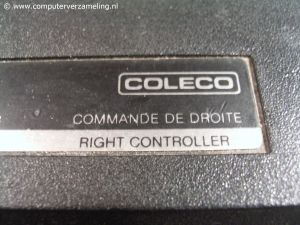 © www.computerverzameling.nl
COLECO
COMMANDE DE DROITE
RIGHT CONTROLLER